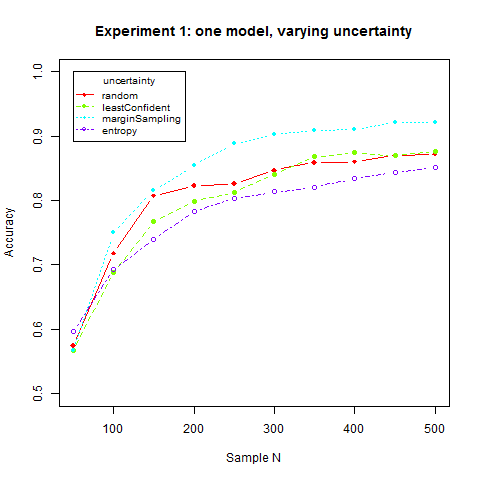 Experiment 1: one model, varying uncertainty
uncertainty
random
leastConfident
marginSampling
entropy
Accuracy
1.0
0.9
0.8
0.7
0.6
0.5
100 200 300 400 500
Sample N